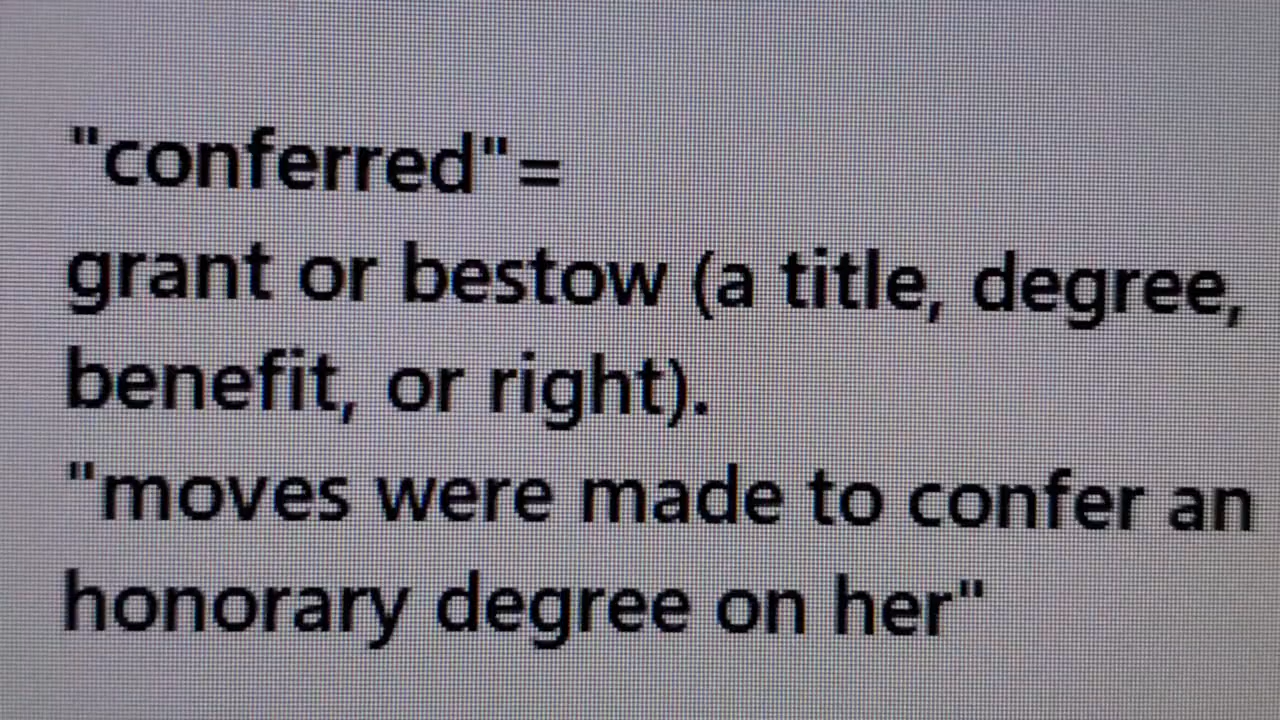 "conferred"=
grant or bestow (a title, degree,
benefit, or right).
"moves were made to confer an
honorary degree on her"